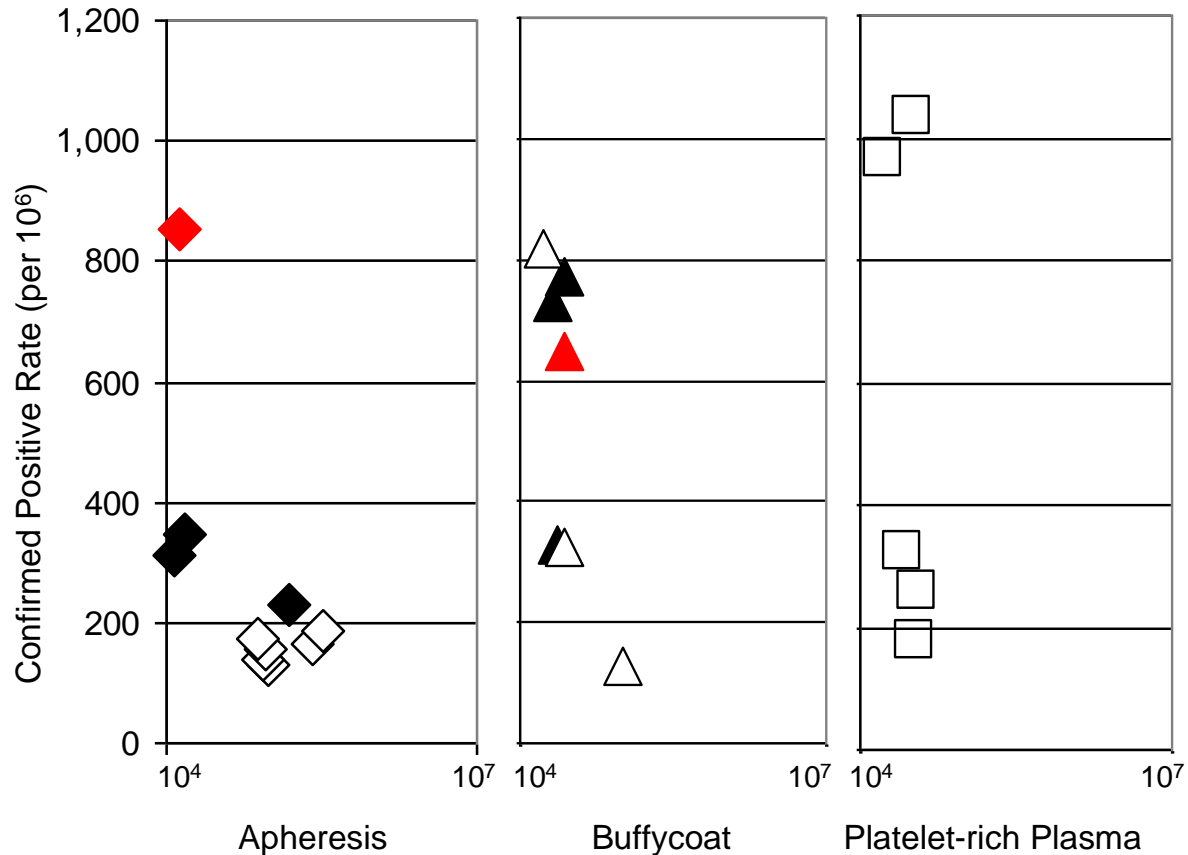 Confirmed Positive Rate (per 10⁶)
1,200
1,000
800
600
400
200
0
10⁴ 10⁷ 10⁴ 10⁷ 10⁴ 10⁷
Apheresis Buffycoat Platelet-rich Plasma